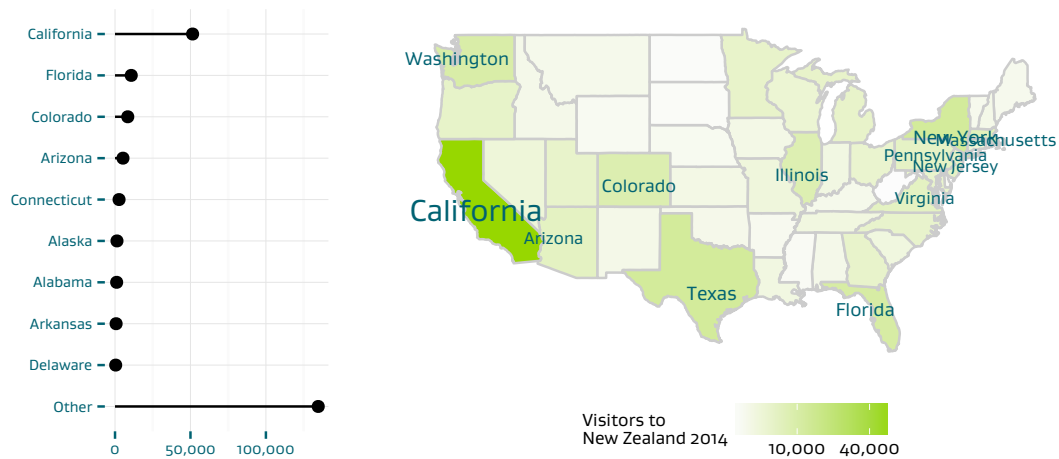 California
Florida
Colorado
Arizona
Connecticut
Alaska
Alabama
Arkansas
Delaware
Other
0 50,000 100,000
Washington
New York
Massachusetts
Pennsylvania
New Jersey
Illinois
Colorado
Virginia
California
Arizona
Texas
Florida
Visitors to
New Zealand 2014
10,000 40,000